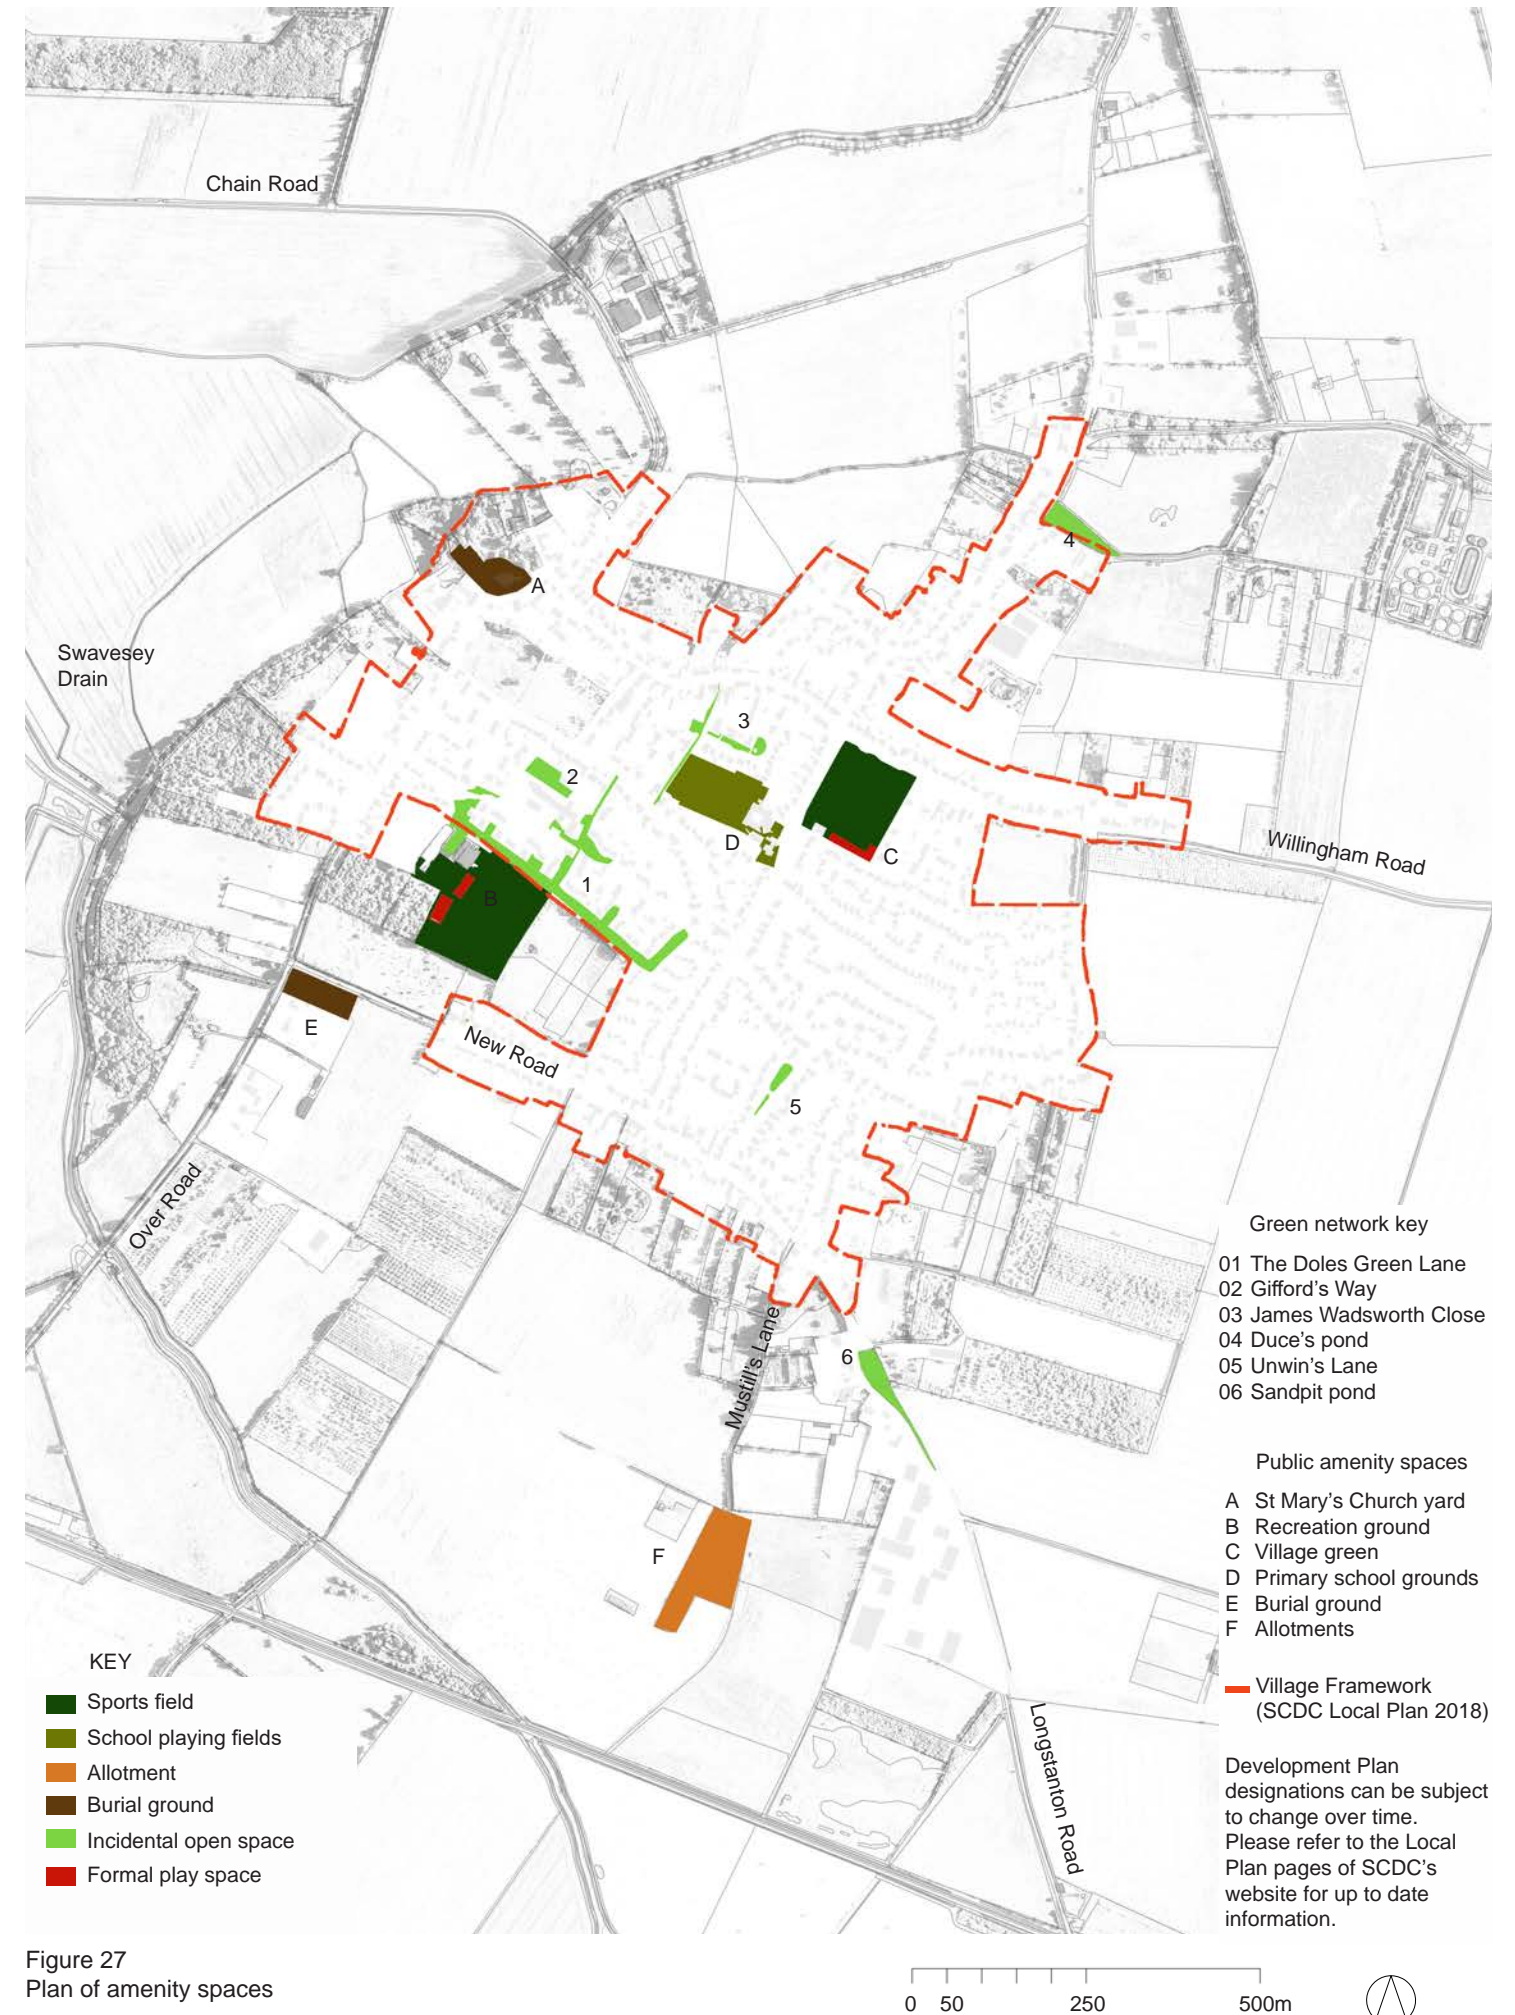 Chain Road
A
4
Swavesey
Drain
3
2
D
C
Willingham Road
1
B
E
New Road
5
Over Road
Mustill's Lane
6
F
Longstanton Road
Green network key
01 The Doles Green Lane
02 Gifford's Way
03 James Wadsworth Close
04 Duce's pond
05 Unwin's Lane
06 Sandpit pond
Public amenity spaces
A St Mary's Church yard
B Recreation ground
C Village green
D Primary school grounds
E Burial ground
F Allotments
Village Framework
(SCDC Local Plan 2018)
Development Plan
designations can be subject
to change over time.
Please refer to the Local
Plan pages of SCDC's
website for up to date
information.
KEY
Sports field
School playing fields
Allotment
Burial ground
Incidental open space
Formal play space
Figure 27
Plan of amenity spaces
0 50 250 500m